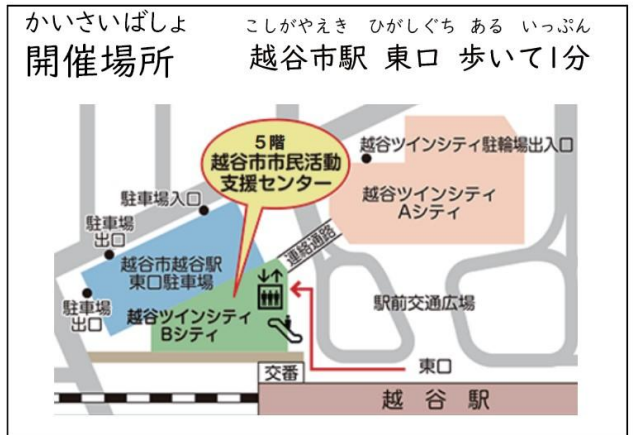 かいさいばしょ
開催場所
こしがやえき ひがしぐち ある いっぷん
越谷市駅 東口 歩いて1分
5階
越谷市市民活動
支援センター
越谷ツインシティ駐輪場出入口
越谷ツインシティ
Aシティ
駐車場入口
駐車場
出口
連絡通路
越谷市越谷駅
東口駐車場
駐車場
出口
越谷ツインシティ
Bシティ
駅前交通広場
東口
交番
越谷駅